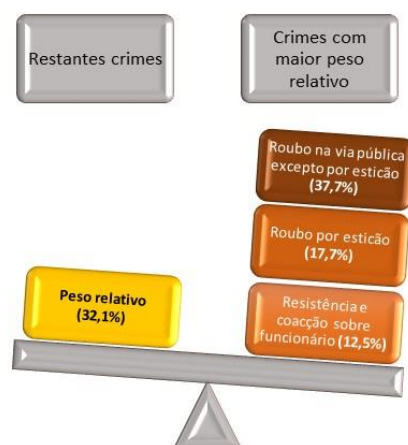 Restantes crimes
Crimes com
maior peso
relativo
Roubo na via pública
excepto por esticão
(37,7%)
Roubo por esticão
(17,7%)
Peso relativo
(32,1%)
Resistência e
coacção sobre
funcionário (12,5%)